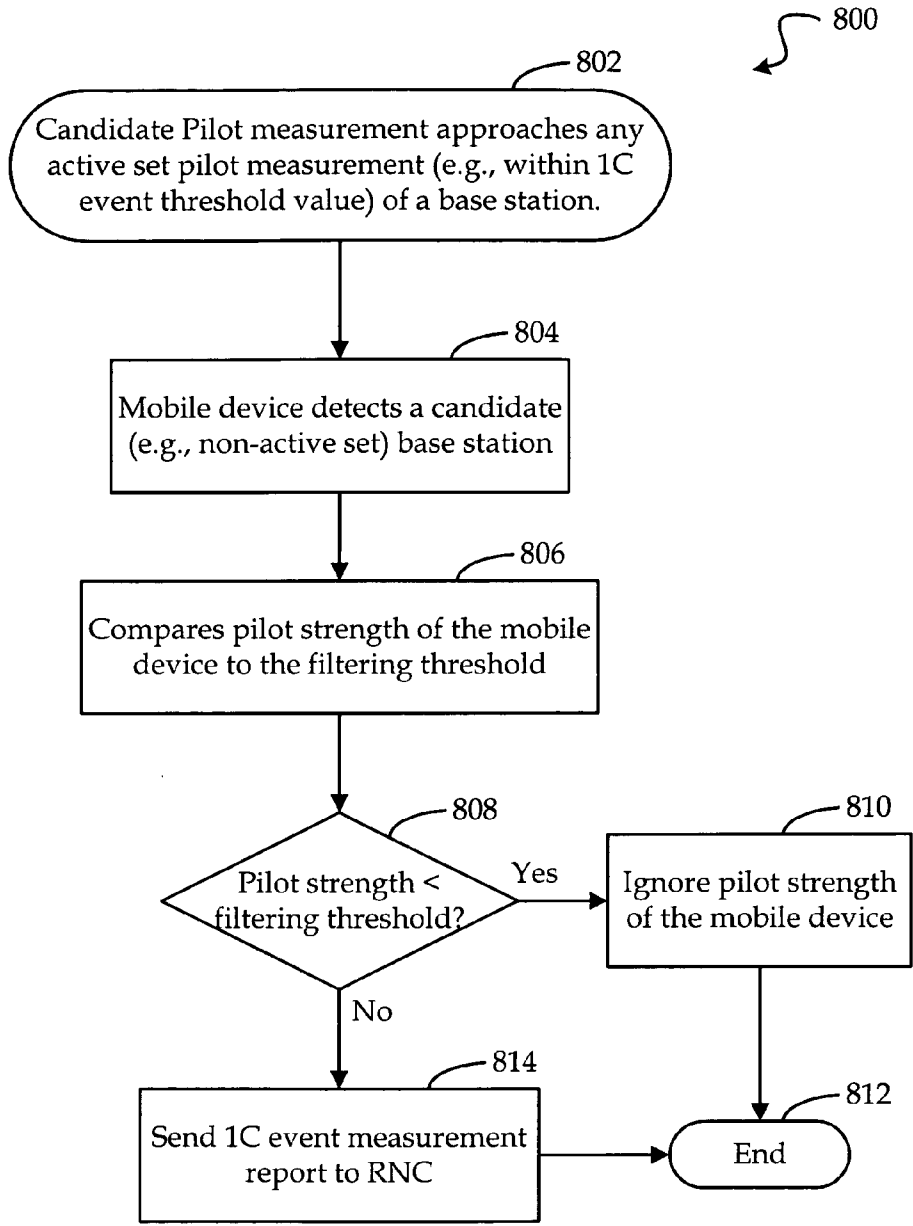 800
802
Candidate Pilot measurement approaches any
active set pilot measurement (e.g., within 1C
event threshold value) of a base station.
804
Mobile device detects a candidate
(e.g., non-active set) base station
806
Compares pilot strength of the mobile
device to the filtering threshold
808
Pilot strength <
filtering threshold?
Yes
810
Ignore pilot strength
of the mobile device
No
814
Send 1C event measurement
report to RNC
812
End